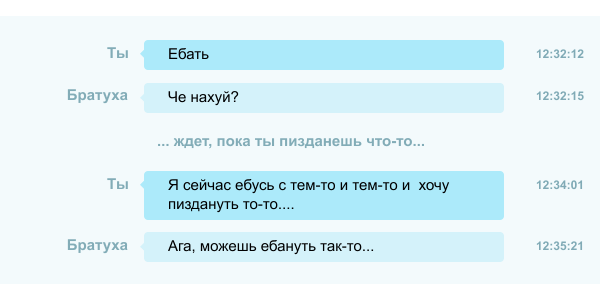 Ты Ебать 12:32:12
Братуха Че нахуй? 12:32:15
... ждет, пока ты пизданешь что-то...
Ты Я сейчас ебусь с тем-то и тем-то и  хочу 12:34:01
пиздануть то-то....
Братуха Ага, можешь ебануть так-то... 12:35:21